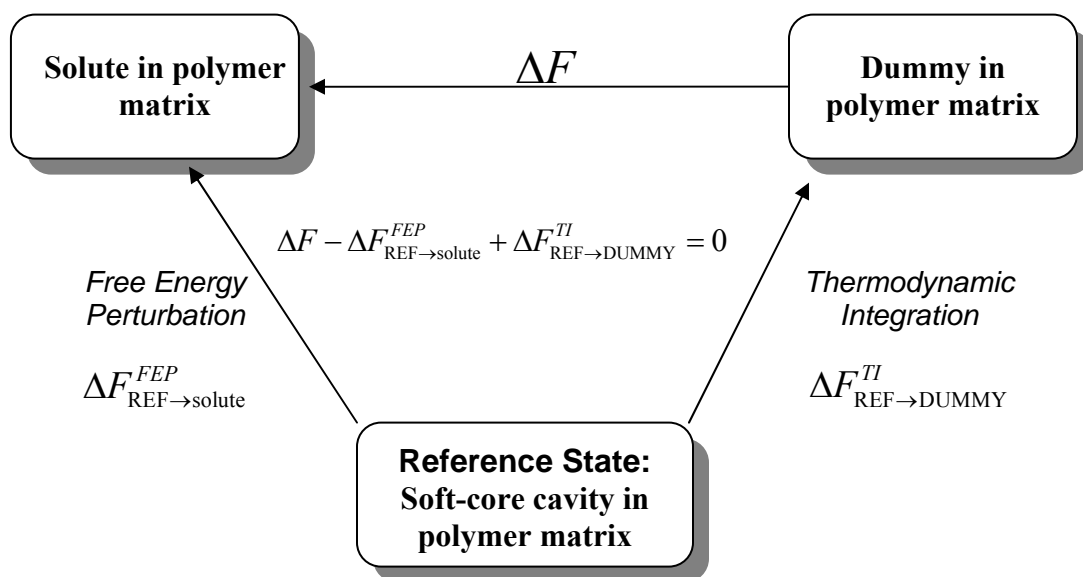 Solute in polymer
matrix
ΔF
Dummy in
polymer matrix
ΔF − ΔF^{FEP}_{REF→solute} + ΔF^{TI}_{REF→DUMMY} = 0
Free Energy
Perturbation
ΔF^{FEP}_{REF→solute}
Thermodynamic
Integration
ΔF^{TI}_{REF→DUMMY}
Reference State:
Soft-core cavity in
polymer matrix